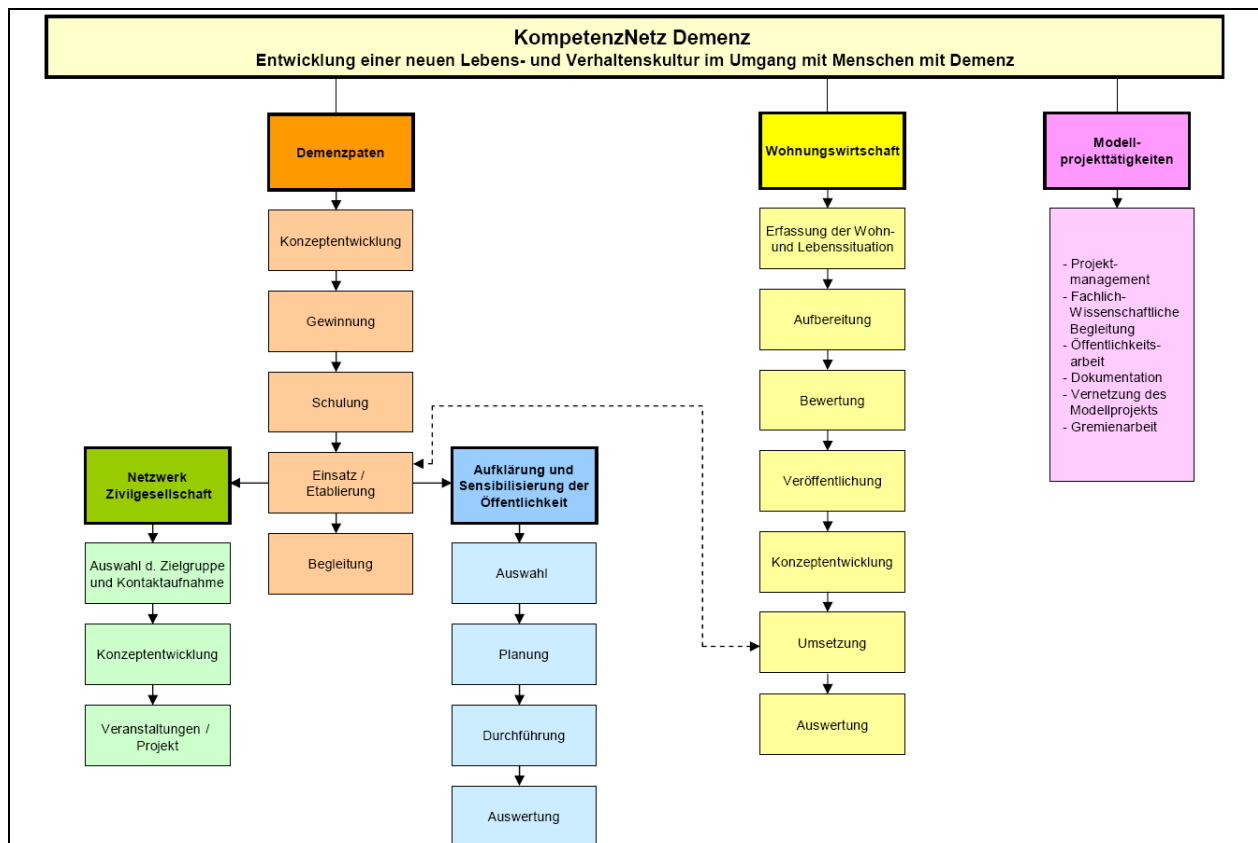 KompetenzNetz Demenz
Entwicklung einer neuen Lebens- und Verhaltenskultur im Umgang mit Menschen mit Demenz
Demenzpaten
Konzeptentwicklung
Gewinnung
Schulung
Einsatz /
Etablierung
Begleitung
Netzwerk
Zivilgesellschaft
Auswahl d. Zielgruppe
und Kontaktaufnahme
Konzeptentwicklung
Veranstaltungen /
Projekt
Aufklärung und
Sensibilisierung der
Öffentlichkeit
Auswahl
Planung
Durchführung
Auswertung
Wohnungswirtschaft
Erfassung der Wohn-
und Lebenssituation
Aufbereitung
Bewertung
Veröffentlichung
Konzeptentwicklung
Umsetzung
Auswertung
Modell-
projekttätigkeiten
- Projekt-
management
- Fachlich-
Wissenschaftliche
Begleitung
- Öffentlichkeits-
arbeit
- Dokumentation
- Vernetzung des
Modellprojekts
- Gremienarbeit